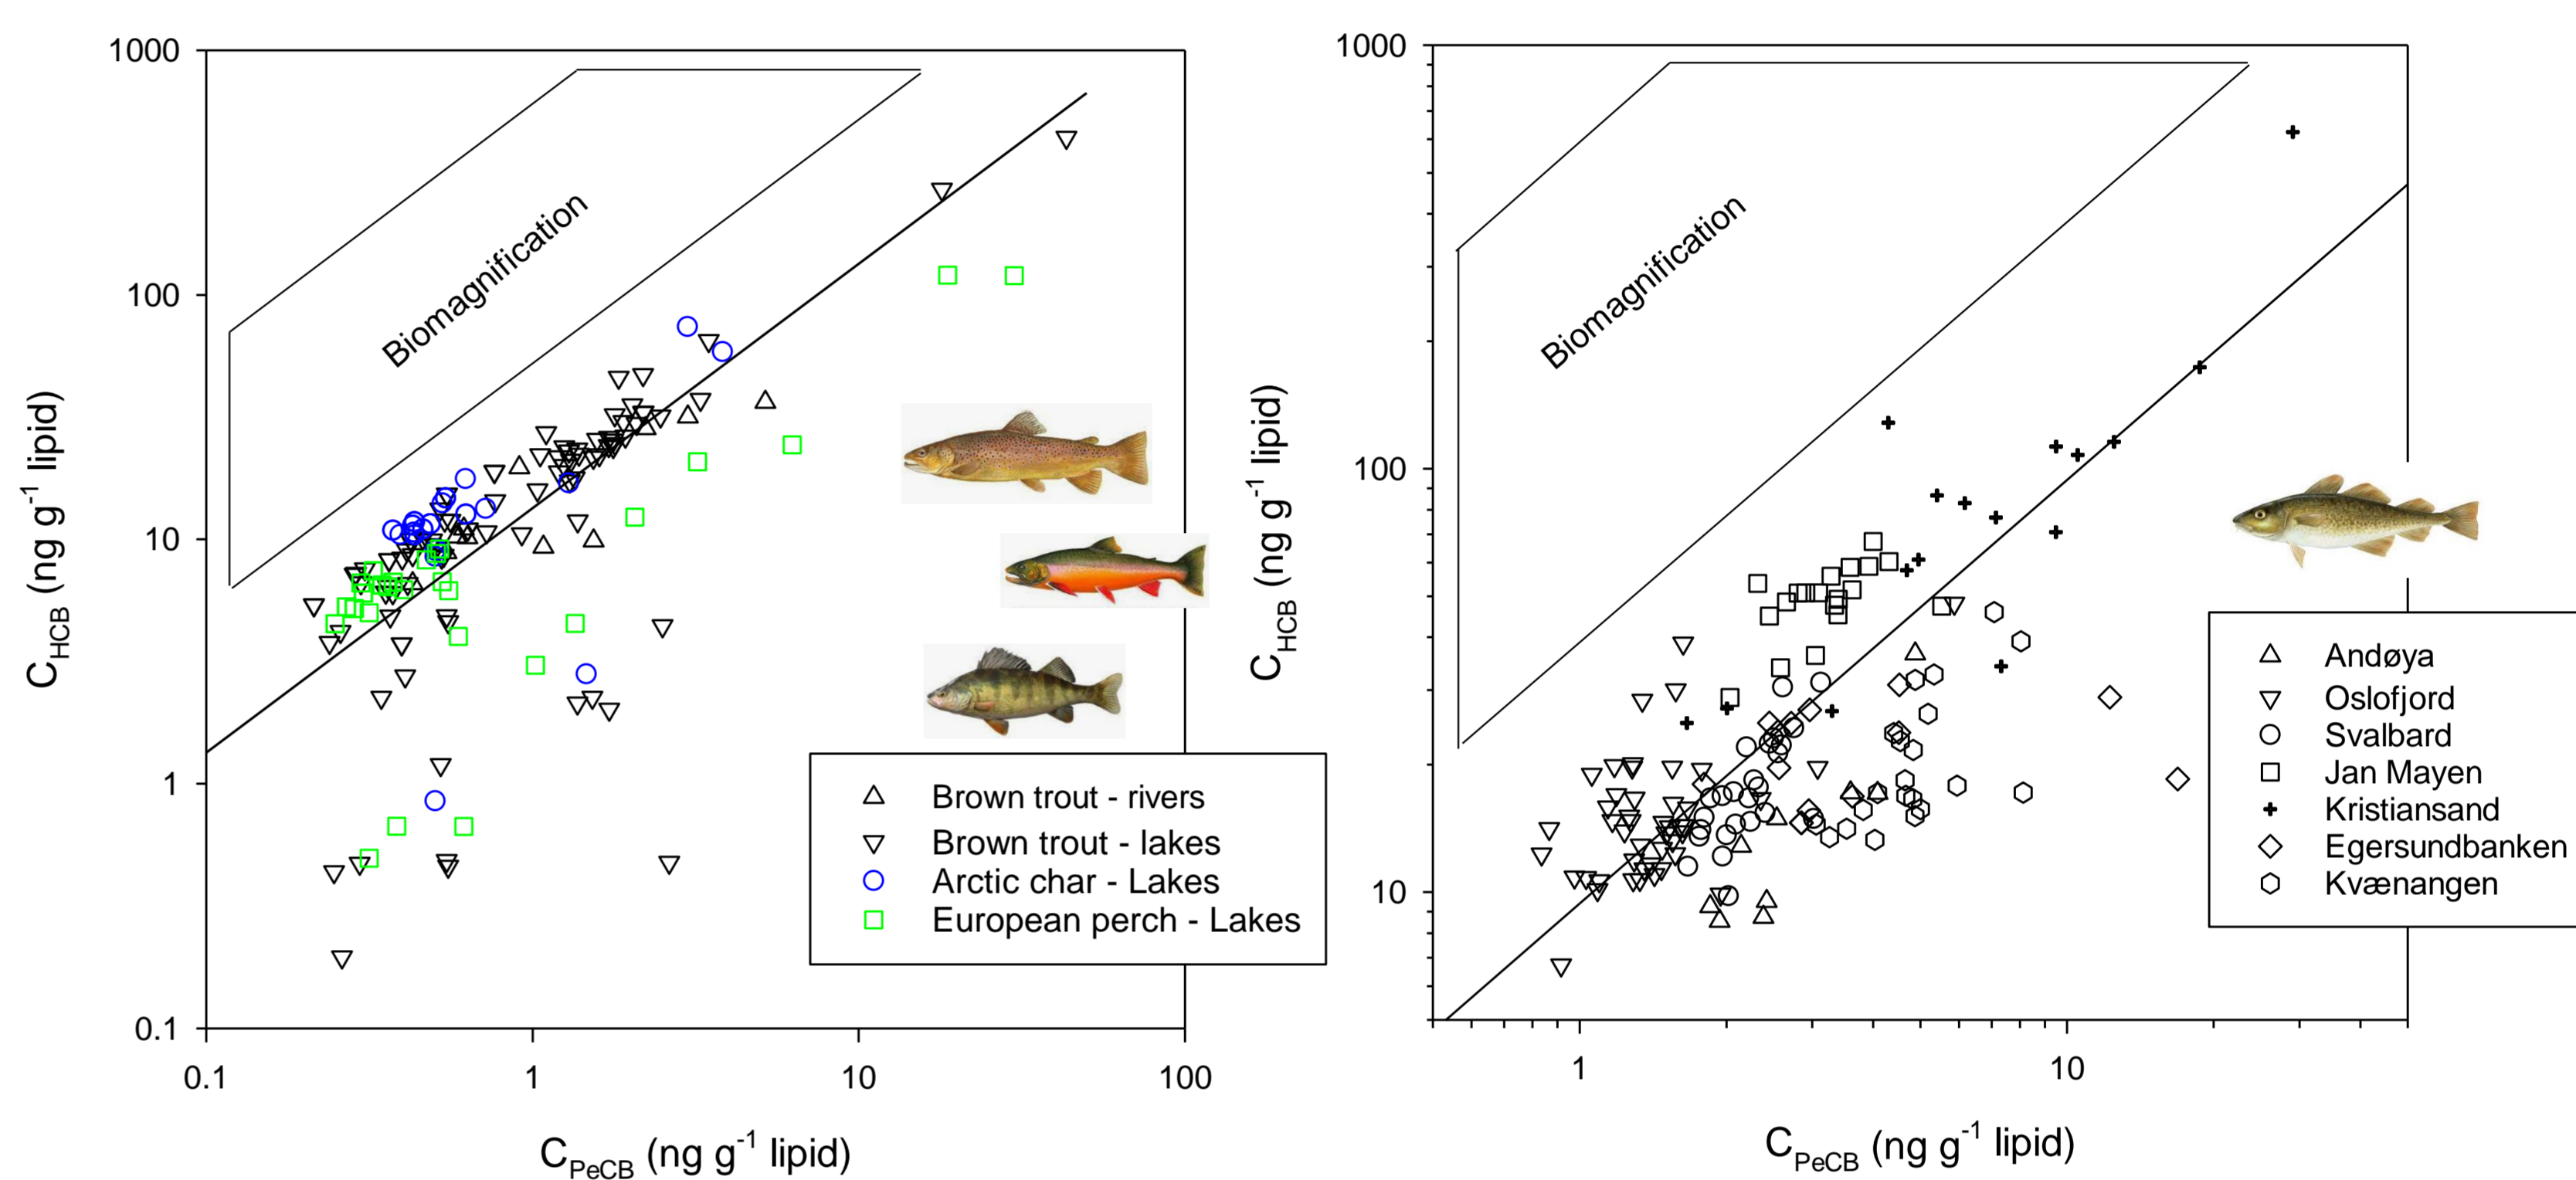 1000
100
10
1
0.1
C_HCB (ng g^-1 lipid)
Biomagnification
Brown trout - rivers
Brown trout - lakes
Arctic char - Lakes
European perch - Lakes
0.1 1 10 100
C_PeCB (ng g^-1 lipid)
1000
100
10
C_HCB (ng g^-1 lipid)
Biomagnification
Andøya
Oslofjord
Svalbard
Jan Mayen
Kristiansand
Egersundbanken
Kvænangen
1 10
C_PeCB (ng g^-1 lipid)